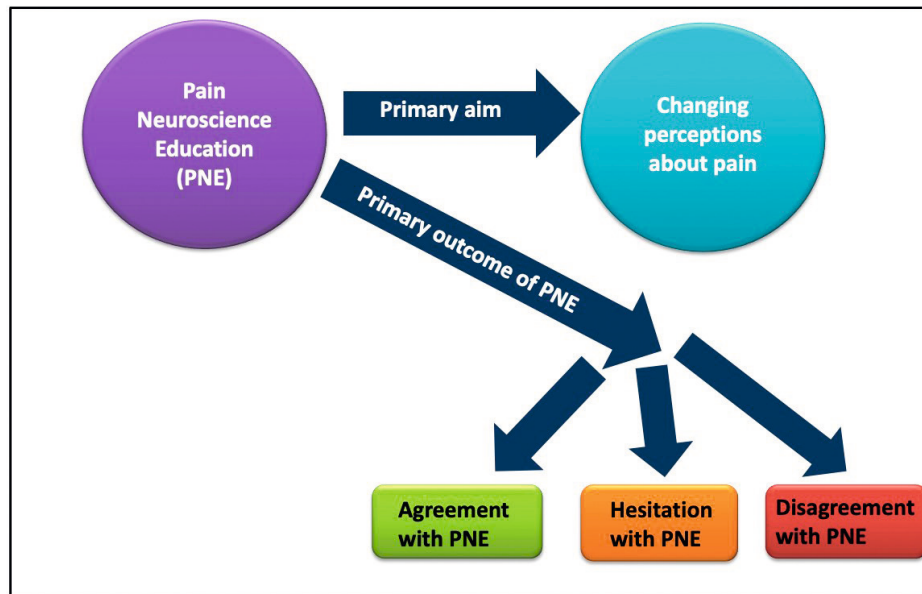 Pain
Neuroscience
Education
(PNE)
Primary aim
Changing
perceptions
about pain
Primary outcome of PNE
Agreement
with PNE
Hesitation
with PNE
Disagreement
with PNE